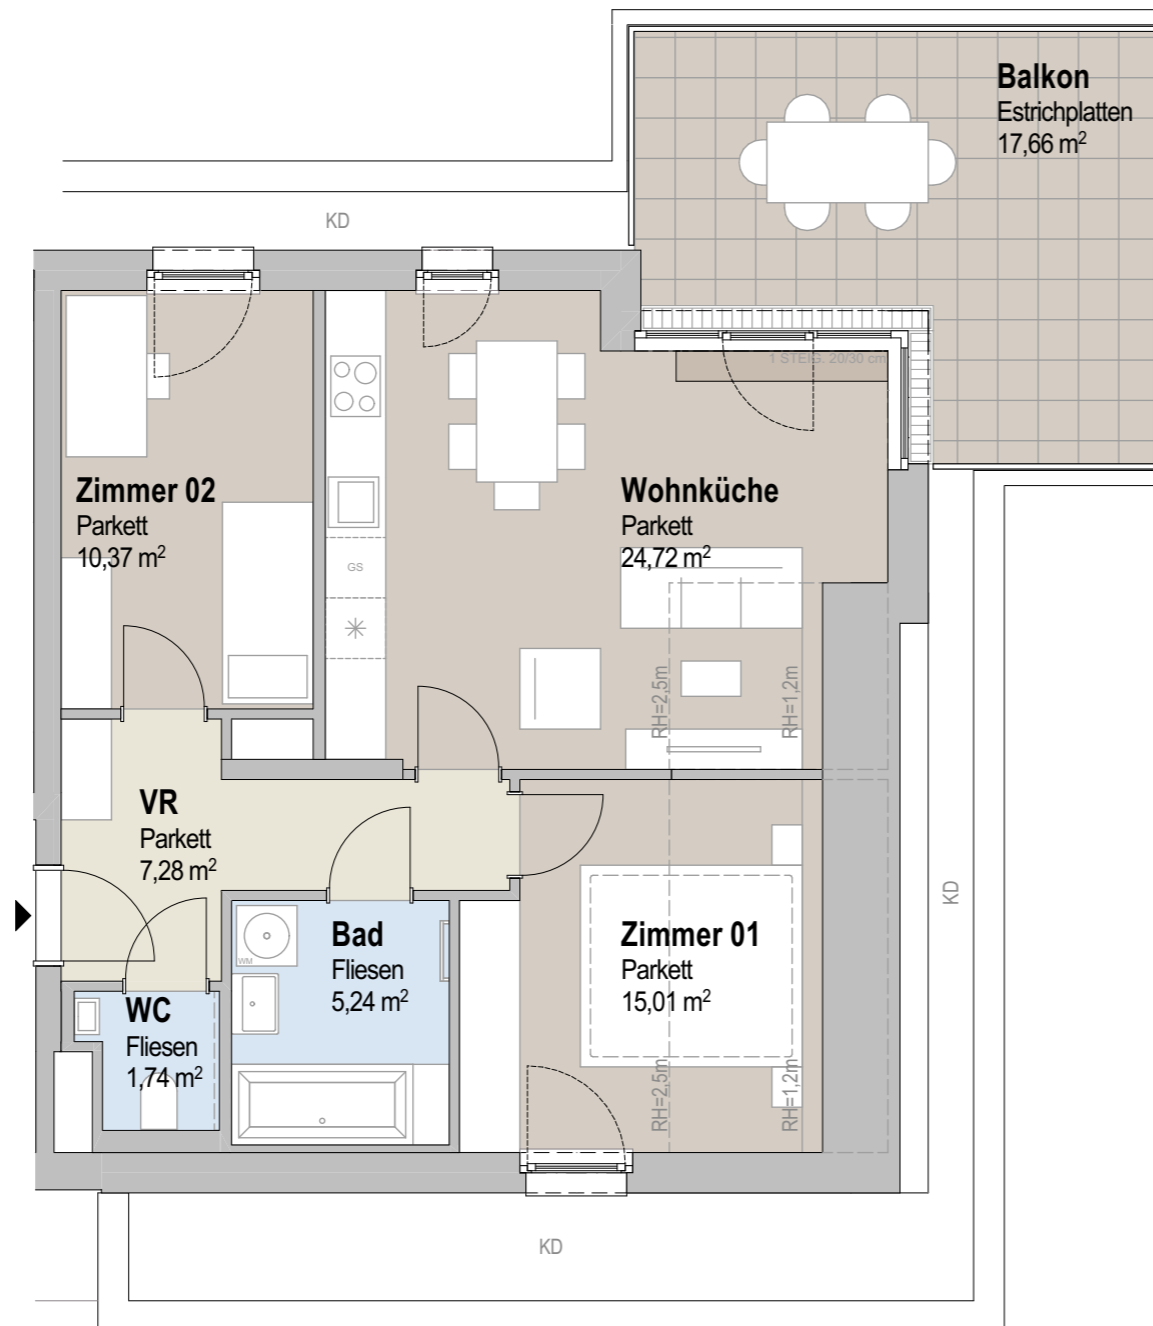 Balkon
Estrichplatten
17,66 m²
KD
1 STEIG. 20/30 cm
Zimmer 02
Parkett
10,37 m²
Wohnküche
Parkett
24,72 m²
GS
RH=2,5m
RH=1,2m
VR
Parkett
7,28 m²
KD
Bad
Fliesen
5,24 m²
WM
Zimmer 01
Parkett
15,01 m²
WC
Fliesen
1,74 m²
RH=2,5m
RH=1,2m
KD